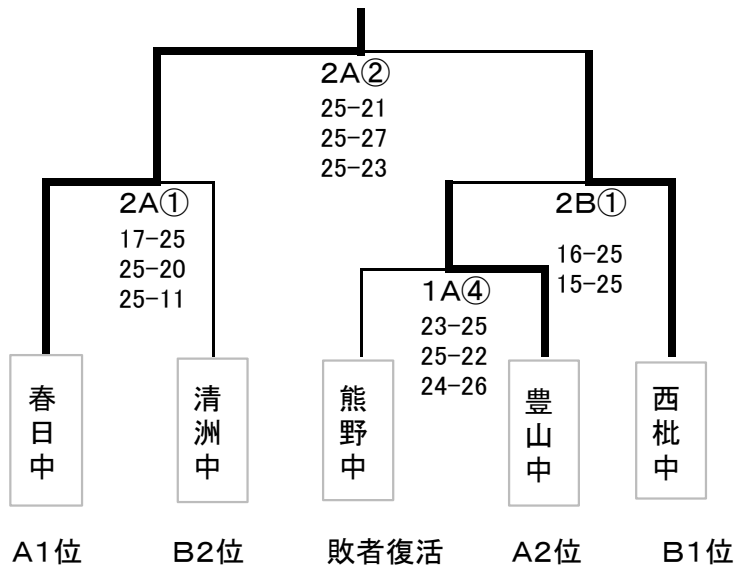 2A②
25-21
25-27
25-23
2A①
17-25
25-20
25-11
2B①
16-25
15-25
1A④
23-25
25-22
24-26
春日中
清洲中
熊野中
豊山中
西枇中
A1位
B2位
敗者復活
A2位
B1位